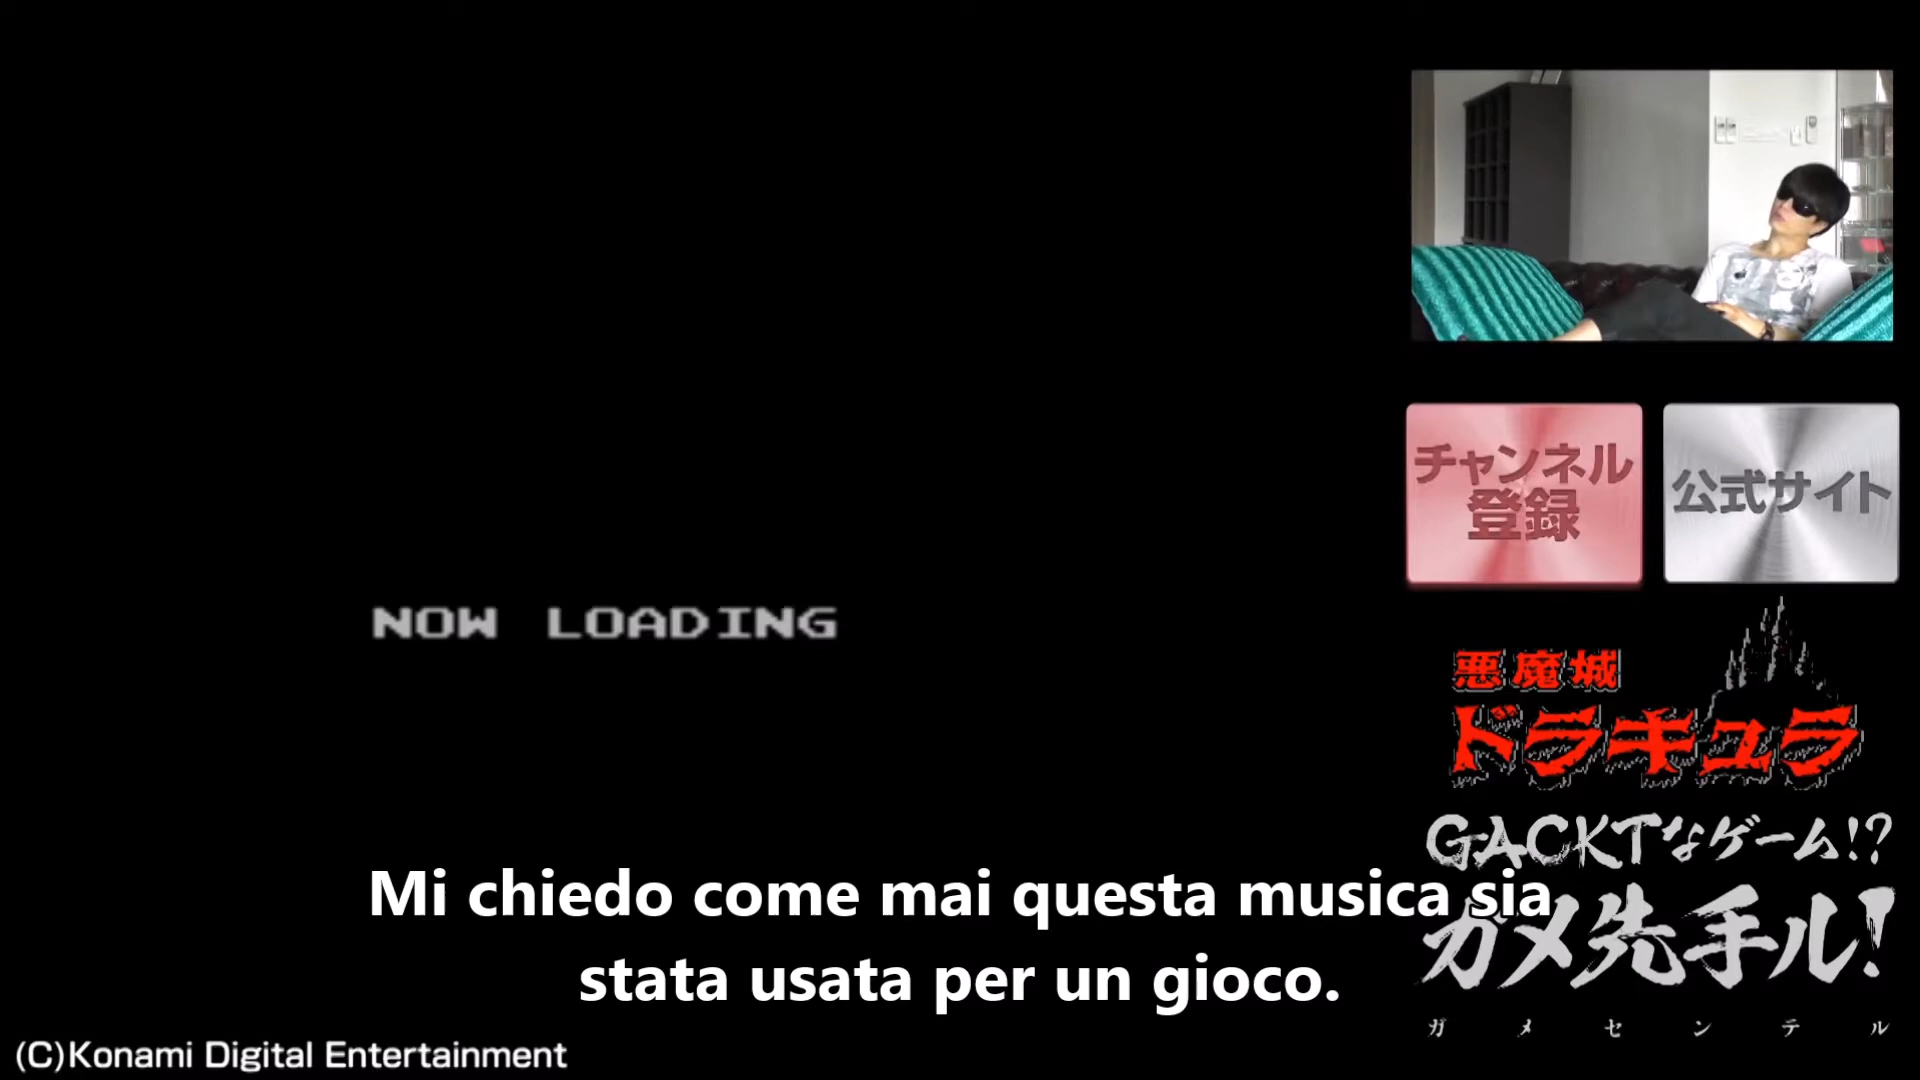 チャンネル
登録
公式サイト
NOW LOADING
悪魔城
ドラキュラ
GACKTなゲーム!?
ガメ先手ル!
ガメセンテル
Mi chiedo come mai questa musica sia
stata usata per un gioco.
(C)Konami Digital Entertainment